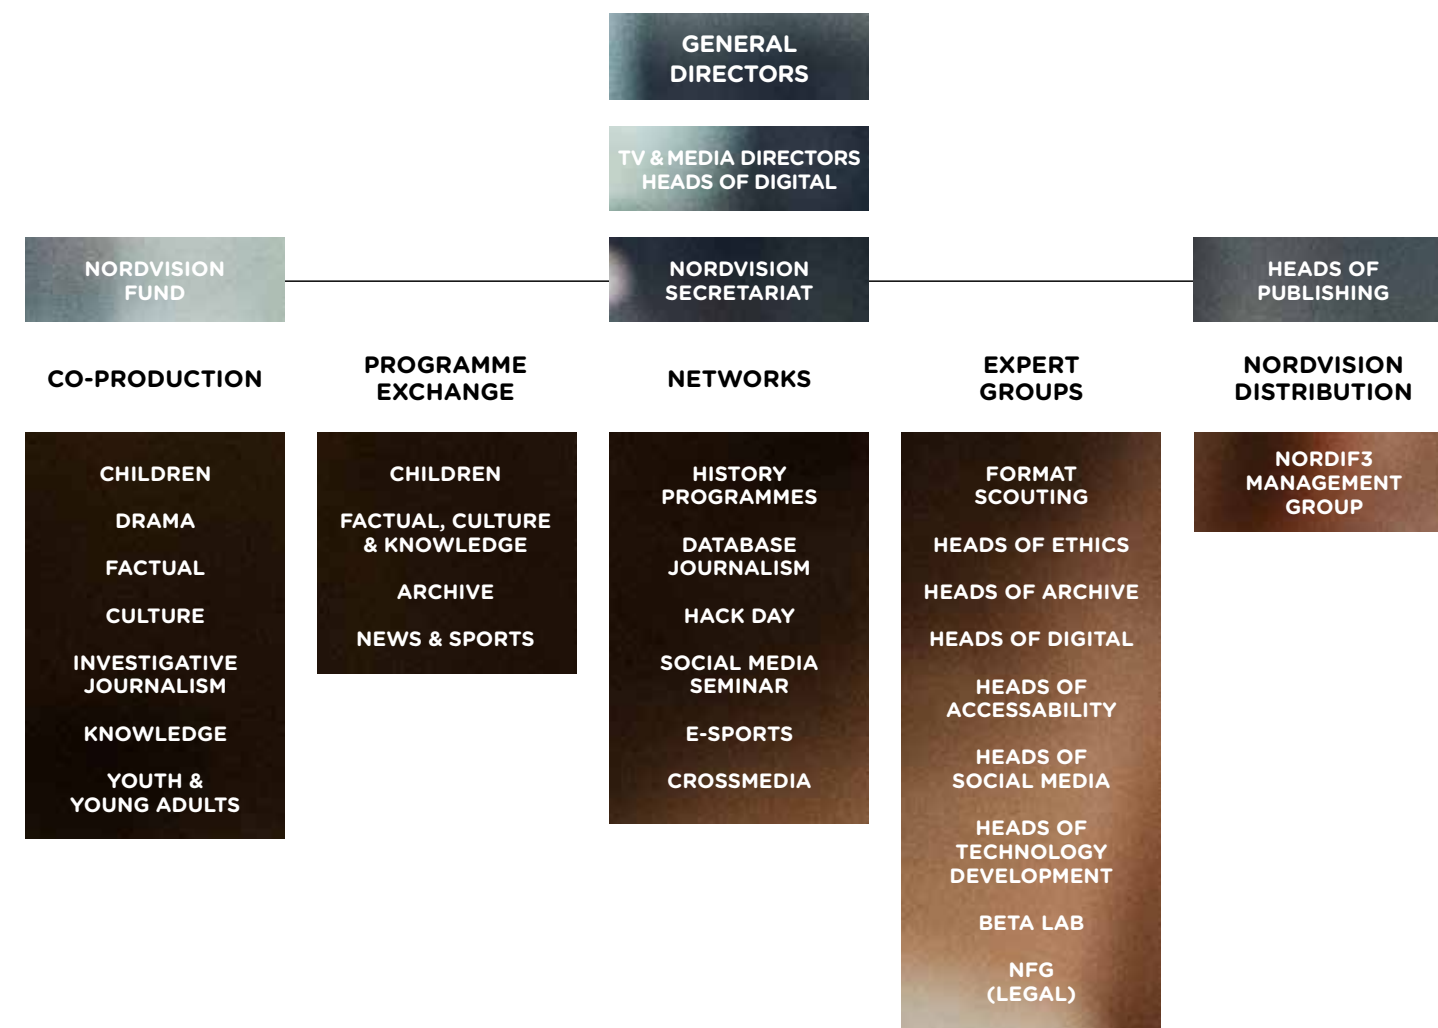 GENERAL
DIRECTORS
TV & MEDIA DIRECTORS
HEADS OF DIGITAL
NORDVISION
FUND
NORDVISION
SECRETARIAT
HEADS OF
PUBLISHING
CO-PRODUCTION
CHILDREN
DRAMA
FACTUAL
CULTURE
INVESTIGATIVE
JOURNALISM
KNOWLEDGE
YOUTH &
YOUNG ADULTS
PROGRAMME
EXCHANGE
CHILDREN
FACTUAL, CULTURE
& KNOWLEDGE
ARCHIVE
NEWS & SPORTS
NETWORKS
HISTORY
PROGRAMMES
DATABASE
JOURNALISM
HACK DAY
SOCIAL MEDIA
SEMINAR
E-SPORTS
CROSSMEDIA
EXPERT
GROUPS
FORMAT
SCOUTING
HEADS OF ETHICS
HEADS OF ARCHIVE
HEADS OF DIGITAL
HEADS OF
ACCESSABILITY
HEADS OF
SOCIAL MEDIA
HEADS OF
TECHNOLOGY
DEVELOPMENT
BETA LAB
NFG
(LEGAL)
NORDVISION
DISTRIBUTION
NORDIF3
MANAGEMENT
GROUP